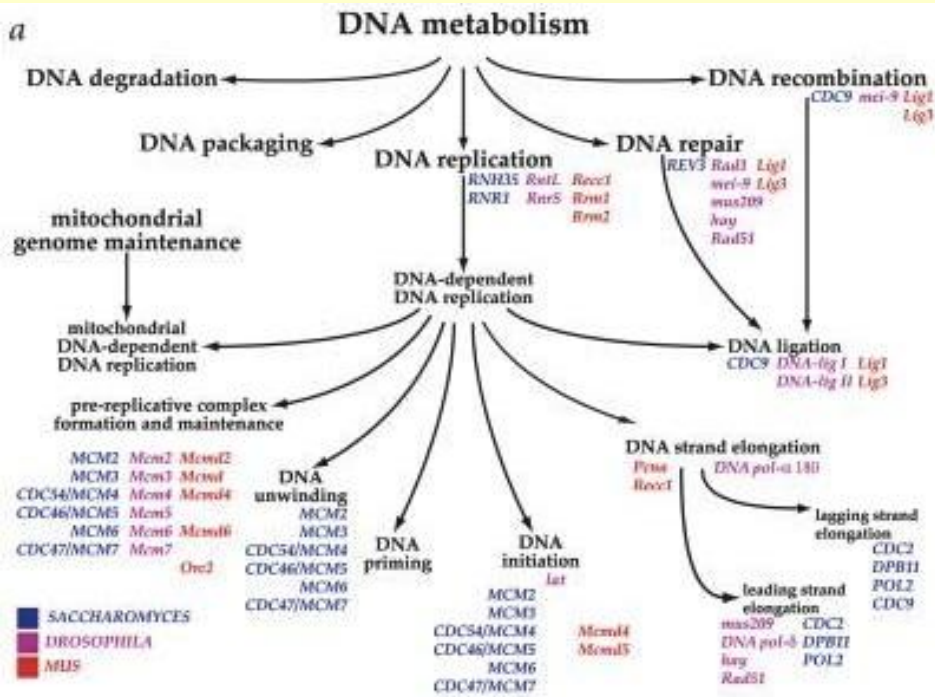 a
DNA metabolism
DNA degradation
DNA recombination
CDC9 mei-9 Lig1
Lig3
DNA packaging
DNA replication
RNH35 RntL Recc1
RNR1 RnrS Rrm1
Rrm2
DNA repair
REV3 Rad1 Lig1
mei-9 Lig3
mus209
hay
Rad51
mitochondrial
genome maintenance
DNA-dependent
DNA replication
mitochondrial
DNA-dependent
DNA replication
DNA ligation
CDC9 DNA-lig I Lig1
DNA-lig II Lig3
pre-replicative complex
formation and maintenance
MCM2 Mcm2 Mcmd2
MCM3 Mcm3 Mcmd
CDC54/MCM4 Mcm4 Mcmd4
CDC46/MCM5 Mcm5
MCM6 Mcm6 Mcmd6
CDC47/MCM7 Mcm7
Orc2
DNA
unwinding
MCM2
MCM3
CDC54/MCM4
CDC46/MCM5
MCM6
CDC47/MCM7
DNA
priming
DNA
initiation
lat
MCM2
MCM3
CDC54/MCM4 Mcmd4
CDC46/MCM5 Mcmd5
MCM6
CDC47/MCM7
DNA strand elongation
Pcna DNA pol-α 180
Recc1
lagging strand
elongation
CDC2
DPB11
POL2
CDC9
leading strand
elongation
mus209 CDC2
DNA pol-δ DPB11
hay POL2
Rad51
SACCHAROMYCES
DROSOPHILA
MUS